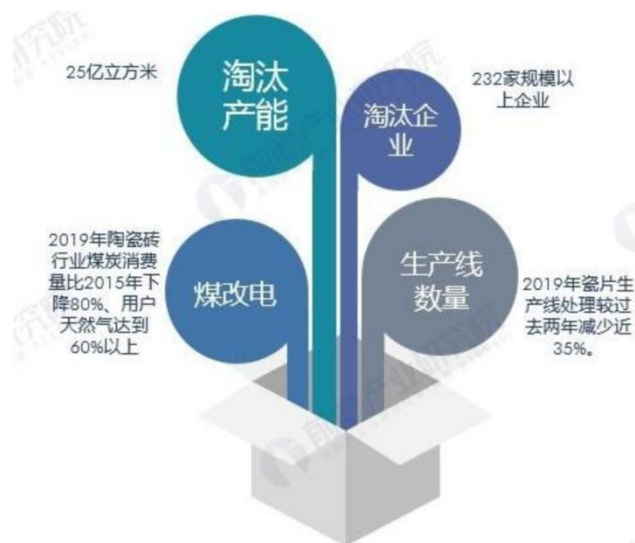 25亿立方米
淘汰
产能
淘汰企
业
232家规模以
上企业
2019年陶瓷砖
行业煤炭消费
量比2015年下
降80%、用户
天然气达到
60%以上
煤改电
生产线
数量
2019年瓷片生
产线处理较过
去两年减少近
35%。